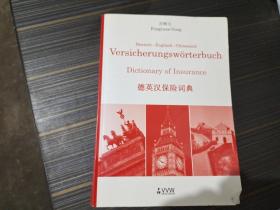 Deutsch - Englisch - Chinesisch
Versicherungswörterbuch
Dictionary of Insurance
德英汉保险词典
VVW